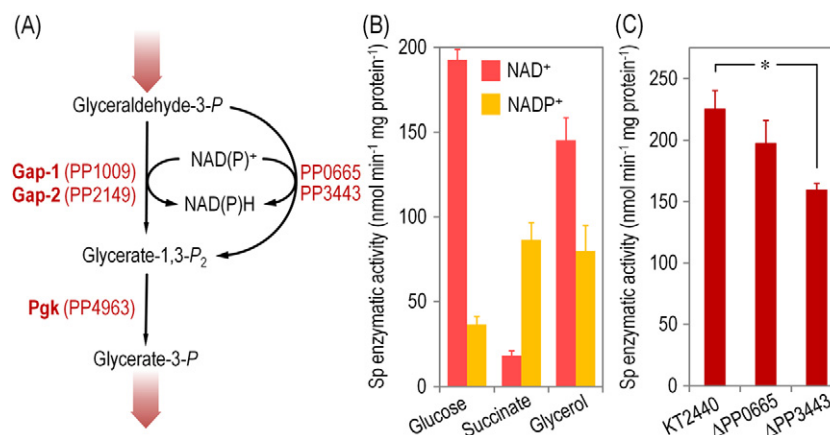 (A)
Glyceraldehyde-3-P
Gap-1 (PP1009)
Gap-2 (PP2149)
NAD(P)⁺
NAD(P)H
PP0665
PP3443
Glycerate-1,3-P₂
Pgk (PP4963)
Glycerate-3-P
(B)
Sp enzymatic activity (nmol min⁻¹ mg protein⁻¹)
200
150
100
50
0
NAD⁺
NADP⁺
Glucose
Succinate
Glycerol
(C)
Sp enzymatic activity (nmol min⁻¹ mg protein⁻¹)
250
200
150
100
50
0
*
KT2440
ΔPP0665
ΔPP3443